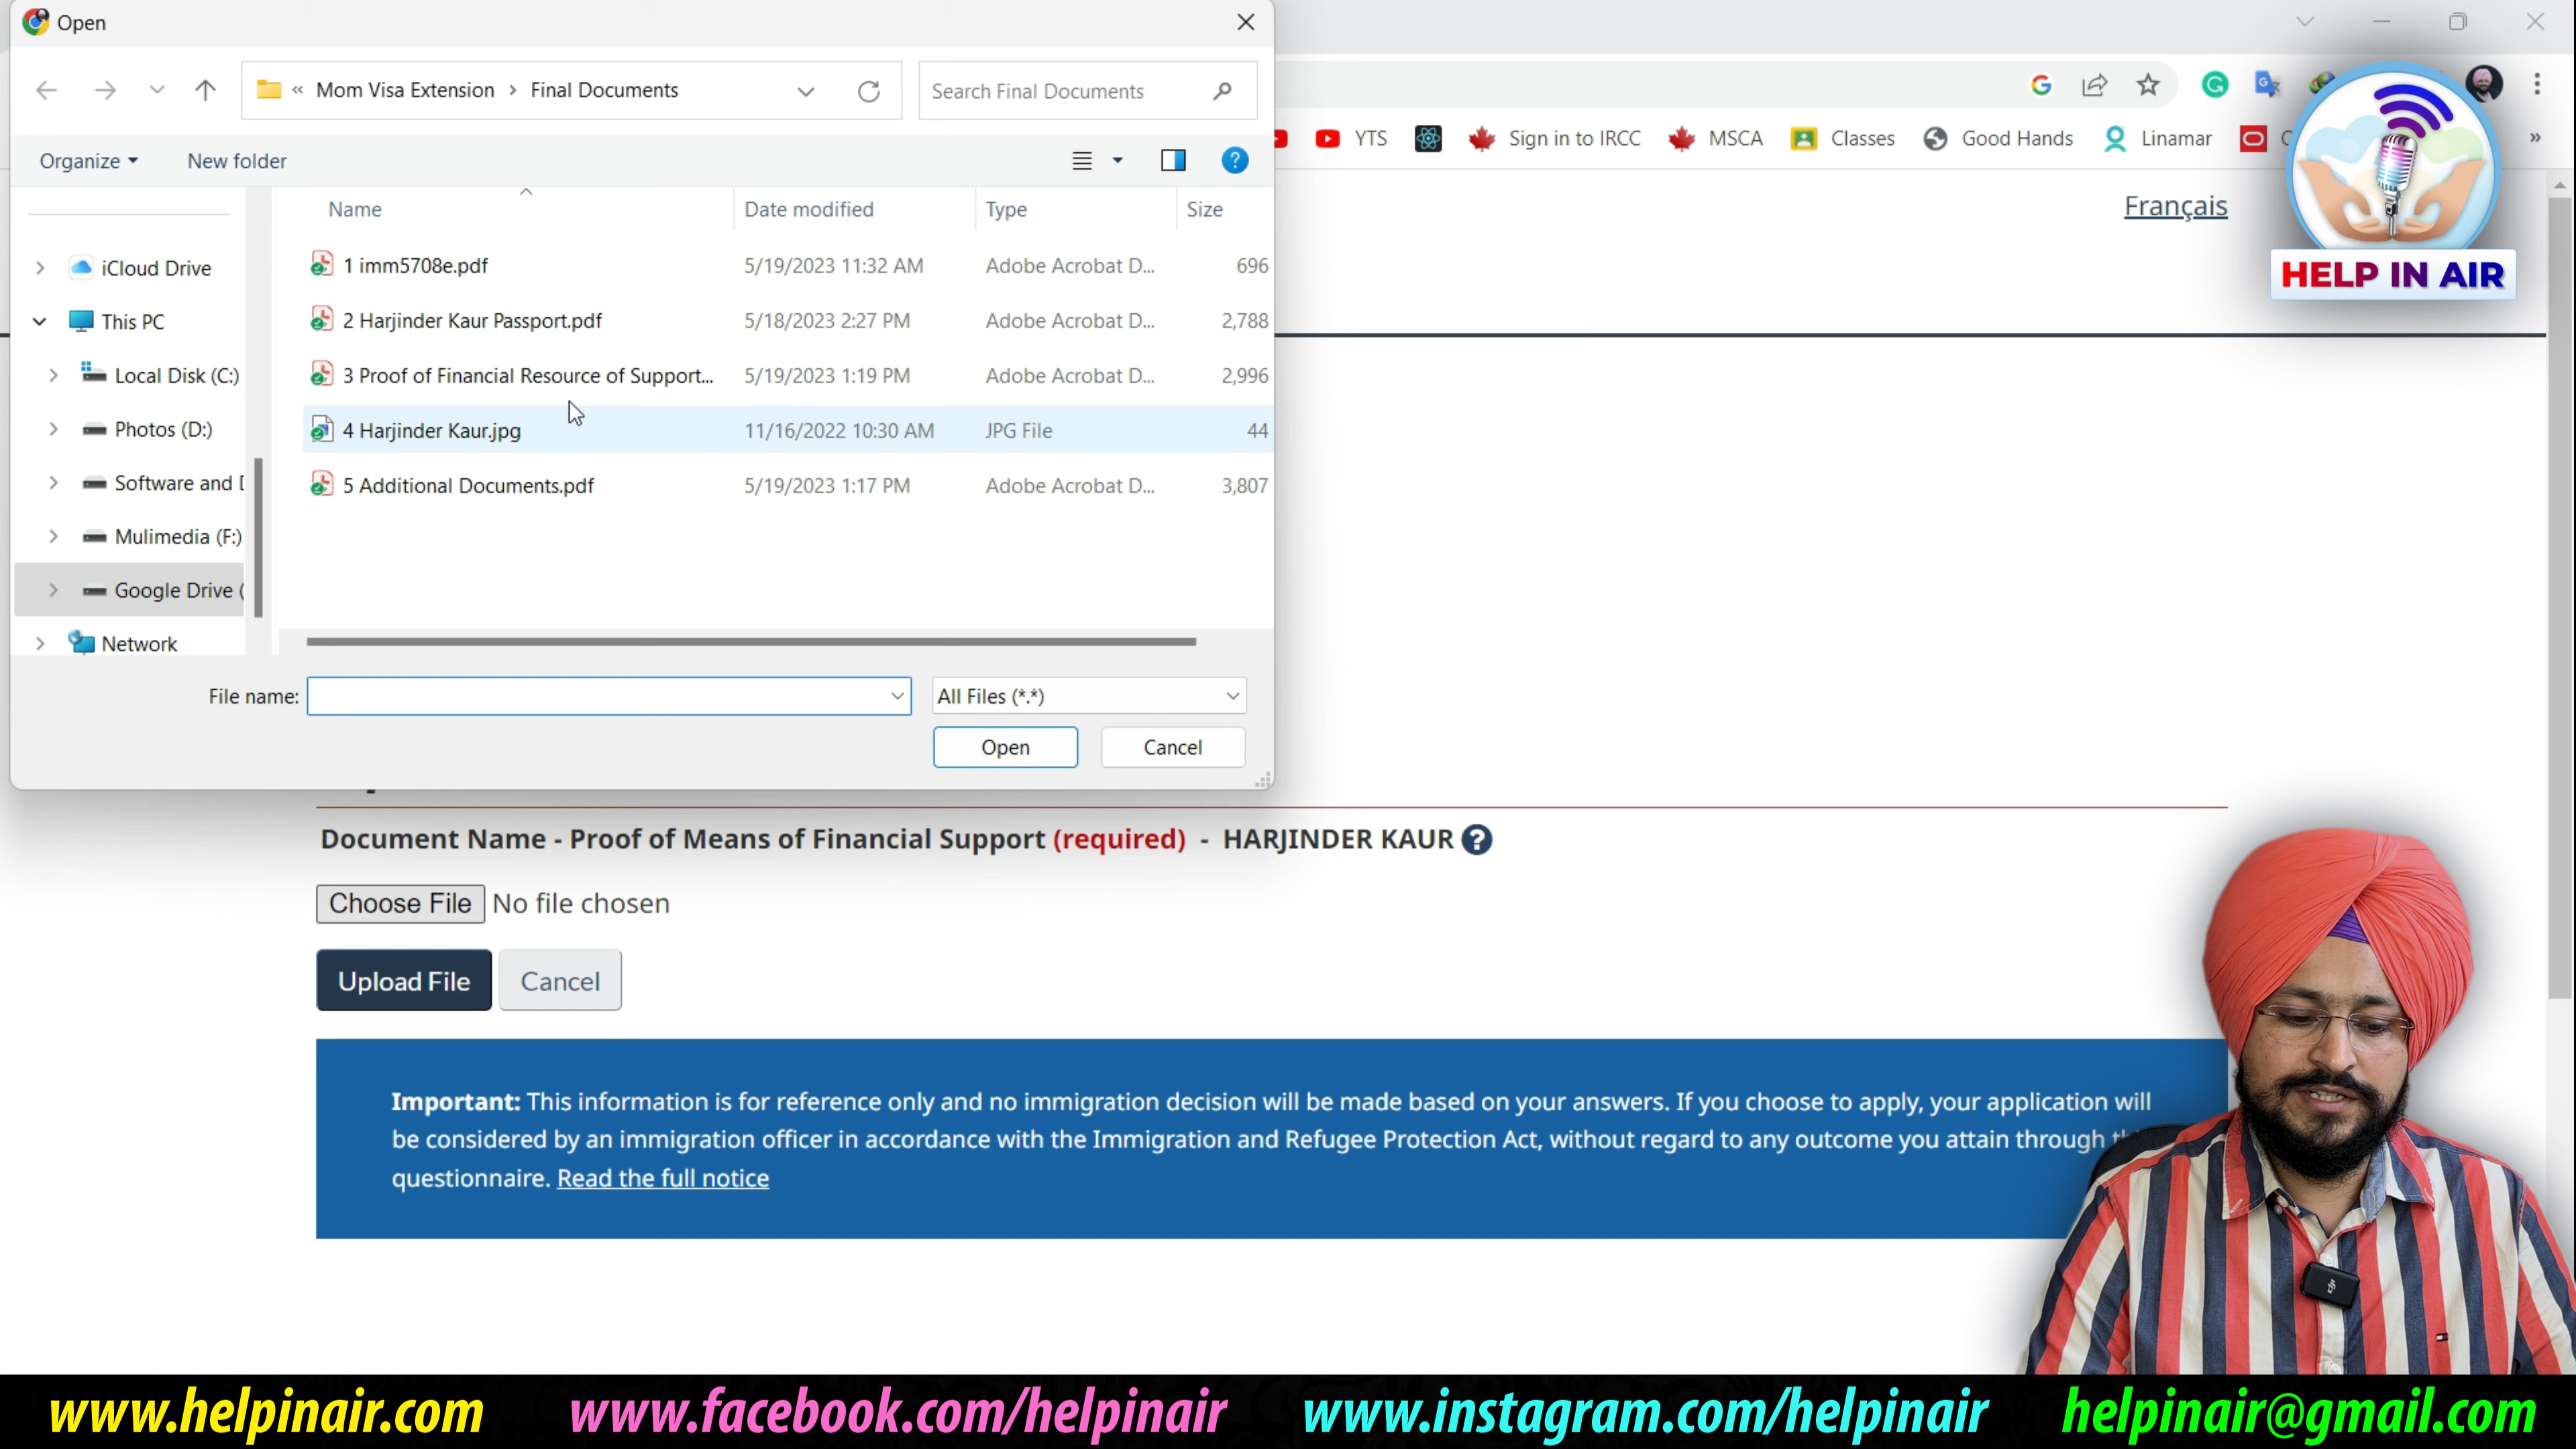 Open
« Mom Visa Extension > Final Documents
Search Final Documents
Organize
New folder
Name
Date modified
Type
Size
iCloud Drive
This PC
Local Disk (C:)
Photos (D:)
Software and
Mulimedia (F:)
Google Drive (
Network
1 imm5708e.pdf 5/19/2023 11:32 AM Adobe Acrobat D... 696
2 Harjinder Kaur Passport.pdf 5/18/2023 2:27 PM Adobe Acrobat D... 2,788
3 Proof of Financial Resource of Support... 5/19/2023 1:19 PM Adobe Acrobat D... 2,996
4 Harjinder Kaur.jpg 11/16/2022 10:30 AM JPG File 44
5 Additional Documents.pdf 5/19/2023 1:17 PM Adobe Acrobat D... 3,807
File name:
All Files (*.*)
Open
Cancel
YTS
Sign in to IRCC
MSCA
Classes
Good Hands
Linamar
»
Français
HELP IN AIR
Document Name - Proof of Means of Financial Support (required) - HARJINDER KAUR ?
Choose File No file chosen
Upload File
Cancel
Important: This information is for reference only and no immigration decision will be made based on your answers. If you choose to apply, your application will
be considered by an immigration officer in accordance with the Immigration and Refugee Protection Act, without regard to any outcome you attain through
questionnaire. Read the full notice
www.helpinair.com
www.facebook.com/helpinair
www.instagram.com/helpinair
helpinair@gmail.com